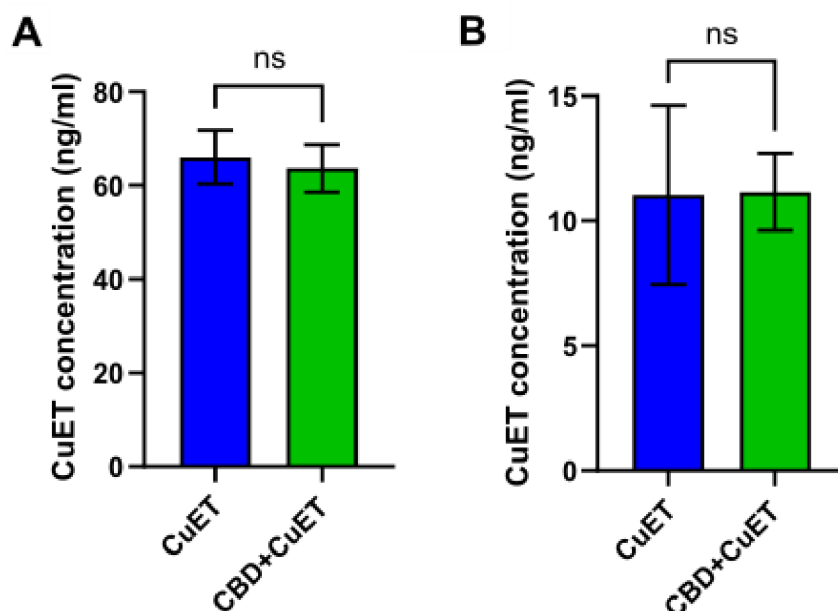 A
ns
CuET concentration (ng/ml)
80
60
40
20
0
CuET
CBD+CuET
B
ns
CuET concentration (ng/ml)
15
10
5
0
CuET
CBD+CuET